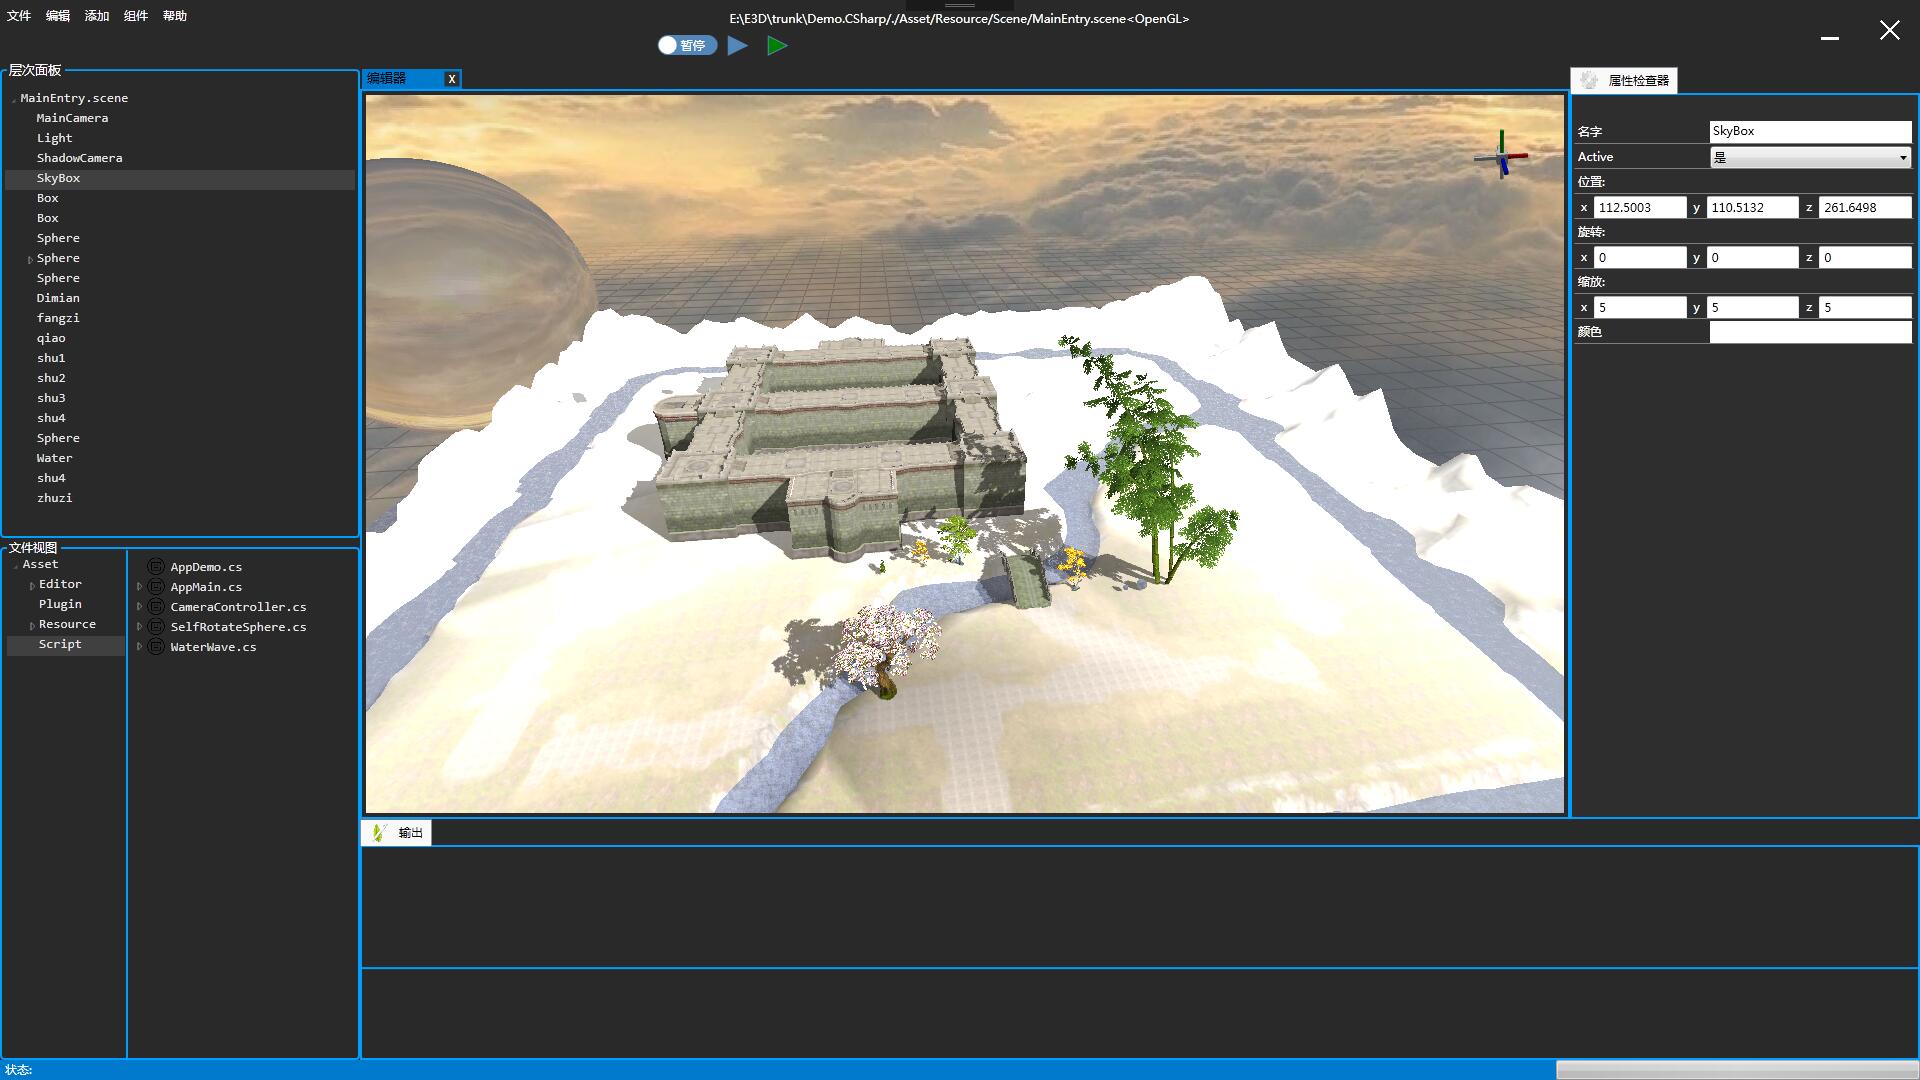 文件 编辑 添加 组件 帮助
E:\E3D\trunk\Demo.CSharp/./Asset/Resource/Scene/MainEntry.scene<OpenGL>
暂停
层次面板
MainEntry.scene
MainCamera
Light
ShadowCamera
SkyBox
Box
Box
Sphere
Sphere
Sphere
Dimian
fangzi
qiao
shu1
shu2
shu3
shu4
Sphere
Water
shu4
zhuzi
文件视图
Asset
Editor
Plugin
Resource
Script
AppDemo.cs
AppMain.cs
CameraController.cs
SelfRotateSphere.cs
WaterWave.cs
编辑器 X
属性检查器
名字 SkyBox
Active 是
位置:
x 112.5003 y 110.5132 z 261.6498
旋转:
x 0 y 0 z 0
缩放:
x 5 y 5 z 5
颜色
输出
状态: